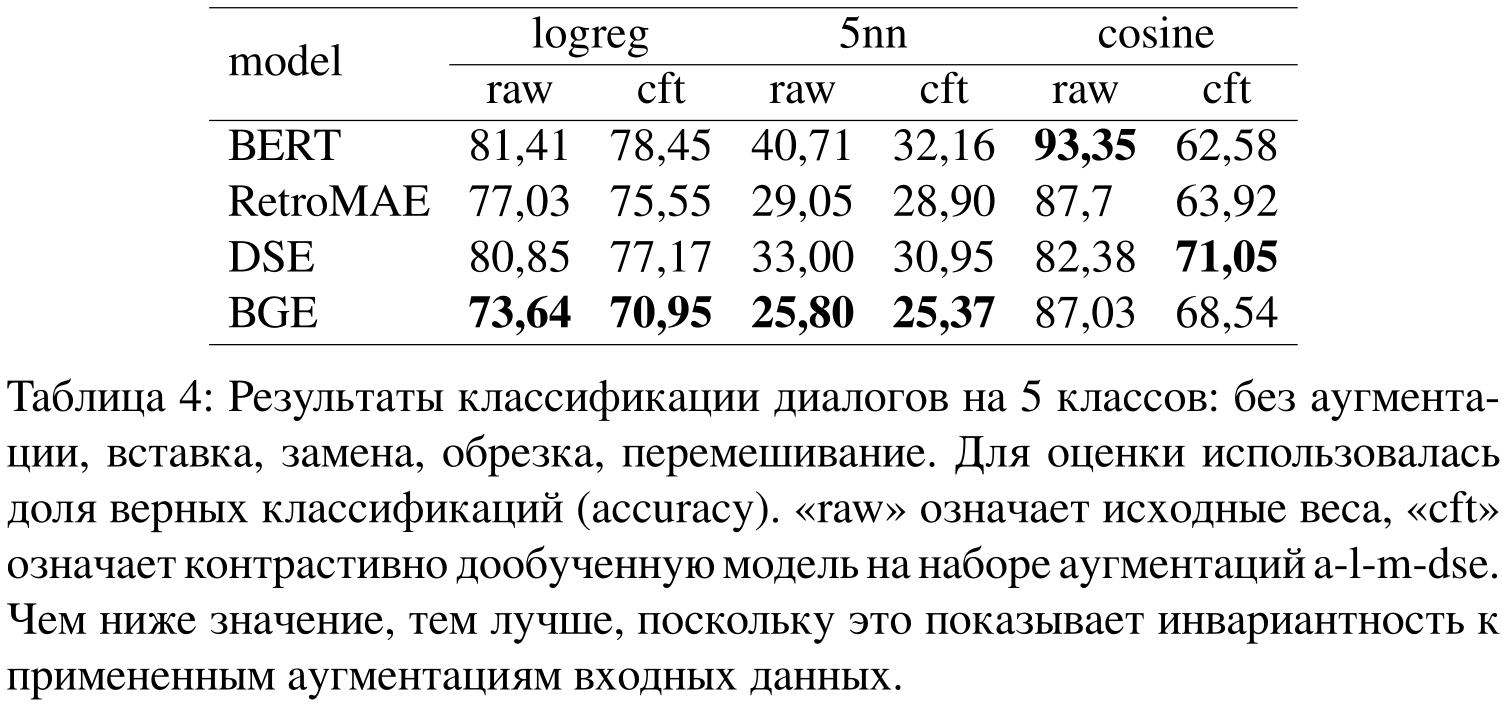 model logreg 5nn cosine
raw cft raw cft raw cft
BERT 81,41 78,45 40,71 32,16 93,35 62,58
RetroMAE 77,03 75,55 29,05 28,90 87,7 63,92
DSE 80,85 77,17 33,00 30,95 82,38 71,05
BGE 73,64 70,95 25,80 25,37 87,03 68,54
Таблица 4: Результаты классификации диалогов на 5 классов: без аугмента-
ции, вставка, замена, обрезка, перемешивание. Для оценки использовалась
доля верных классификаций (accuracy). «raw» означает исходные веса, «cft»
означает контрастивно дообученную модель на наборе аугментаций a-l-m-dse.
Чем ниже значение, тем лучше, поскольку это показывает инвариантность к
примененным аугментациям входных данных.